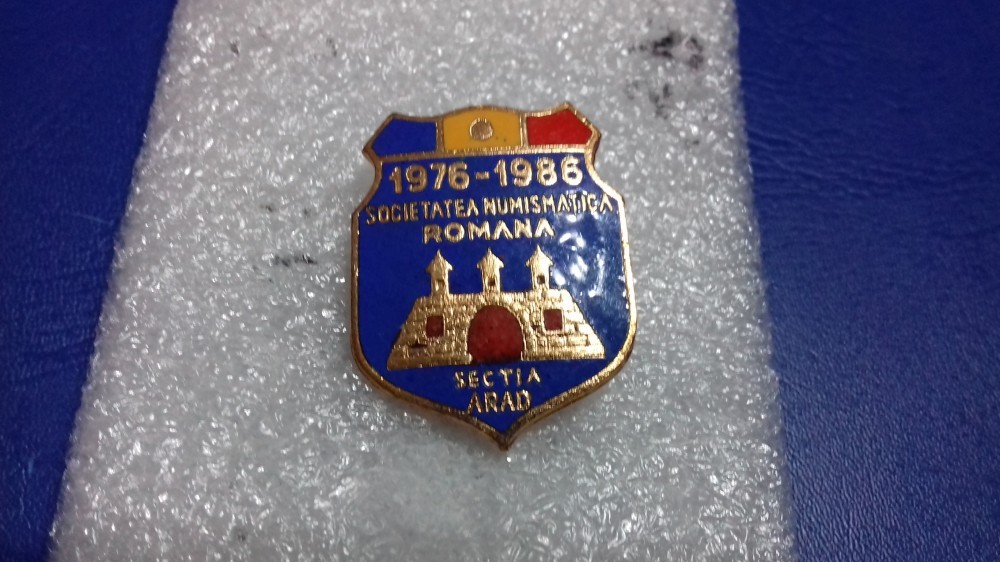 1976-1986
SOCIETATEA NUMISMATICA
ROMANA
SECTIA
ARAD